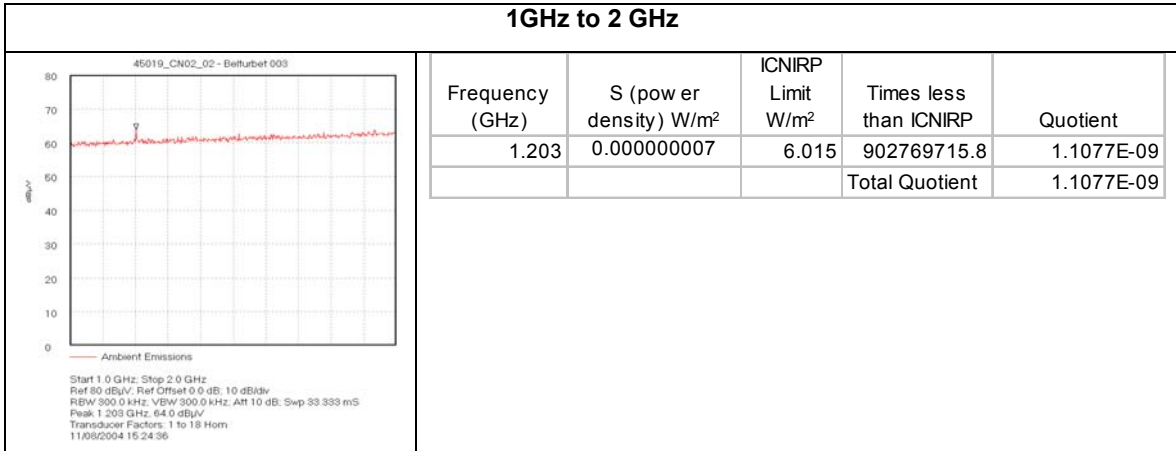 1GHz to 2 GHz
45019_CN02_02 - Belturbet 003
80
70
60
50
40
30
20
10
0
dBµV
Ambient Emissions
Start 1.0 GHz; Stop 2.0 GHz
Ref 80 dBµV; Ref Offset 0.0 dB; 10 dB/div
RBW 300.0 kHz; VBW 300.0 kHz; Att 10 dB; Swp 33.333 mS
Peak 1.203 GHz, 64.0 dBµV
Transducer Factors: 1 to 18 Horn
11/08/2004 15:24:36
Frequency (GHz) S (pow er density) W/m² ICNIRP Limit W/m² Times less than ICNIRP Quotient
1.203 0.000000007 6.015 902769715.8 1.1077E-09
Total Quotient 1.1077E-09